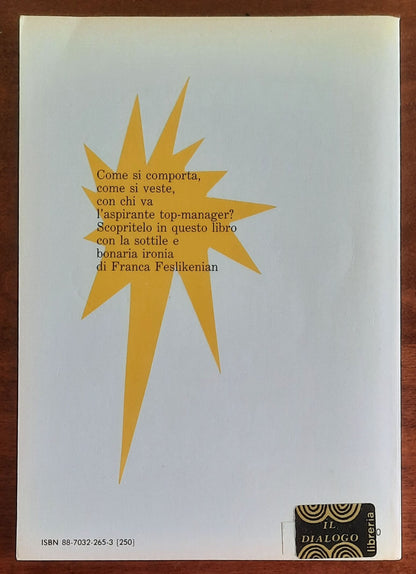 Come si comporta,
come si veste,
con chi va
l'aspirante top-manager?
Scopritelo in questo libro
con la sottile e
bonaria ironia
di Franca Feslikenian
ISBN 88-7032-265-3 [250]
IL
DIALOGO
libreria
0